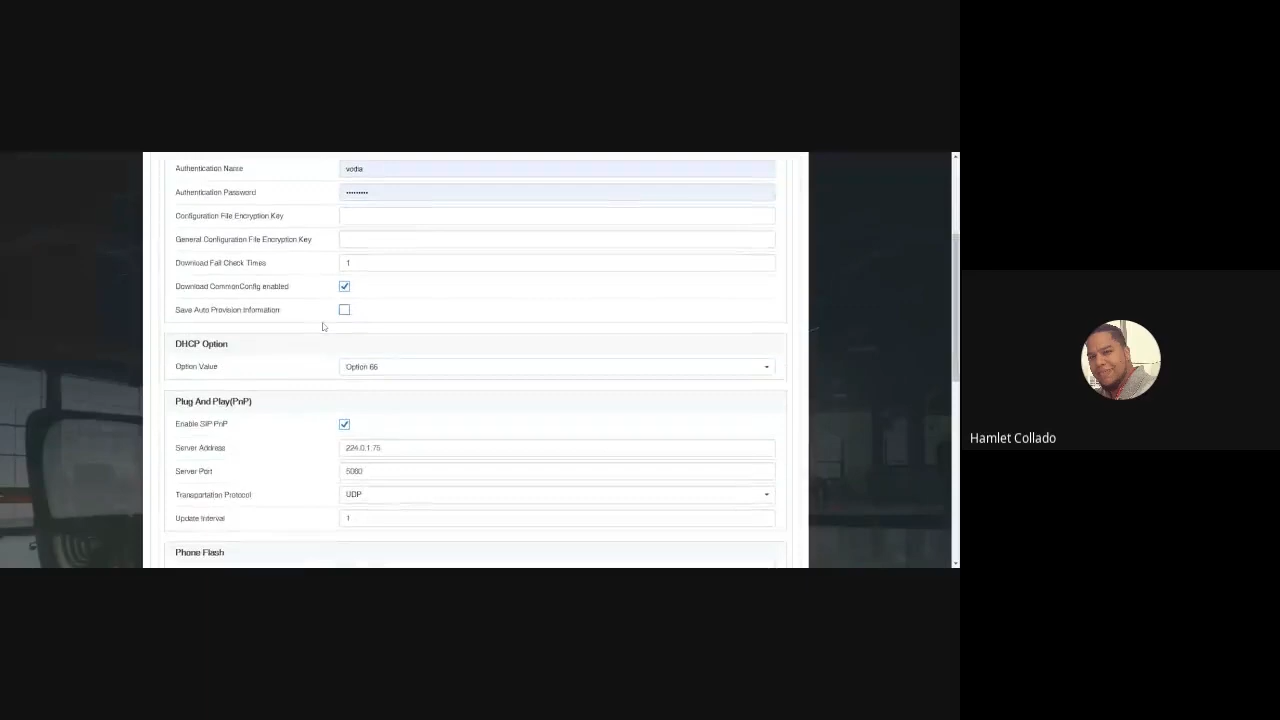 Authentication Name vodia
Authentication Password •••••••••
Configuration File Encryption Key
General Configuration File Encryption Key
Download Fail Check Times 1
Download CommonConfig enabled
Save Auto Provision Information
DHCP Option
Option Value Option 66
Plug And Play(PnP)
Enable SIP PnP
Server Address 224.0.1.75
Server Port 5060
Transportation Protocol UDP
Update Interval 1
Phone Flash
Hamlet Collado